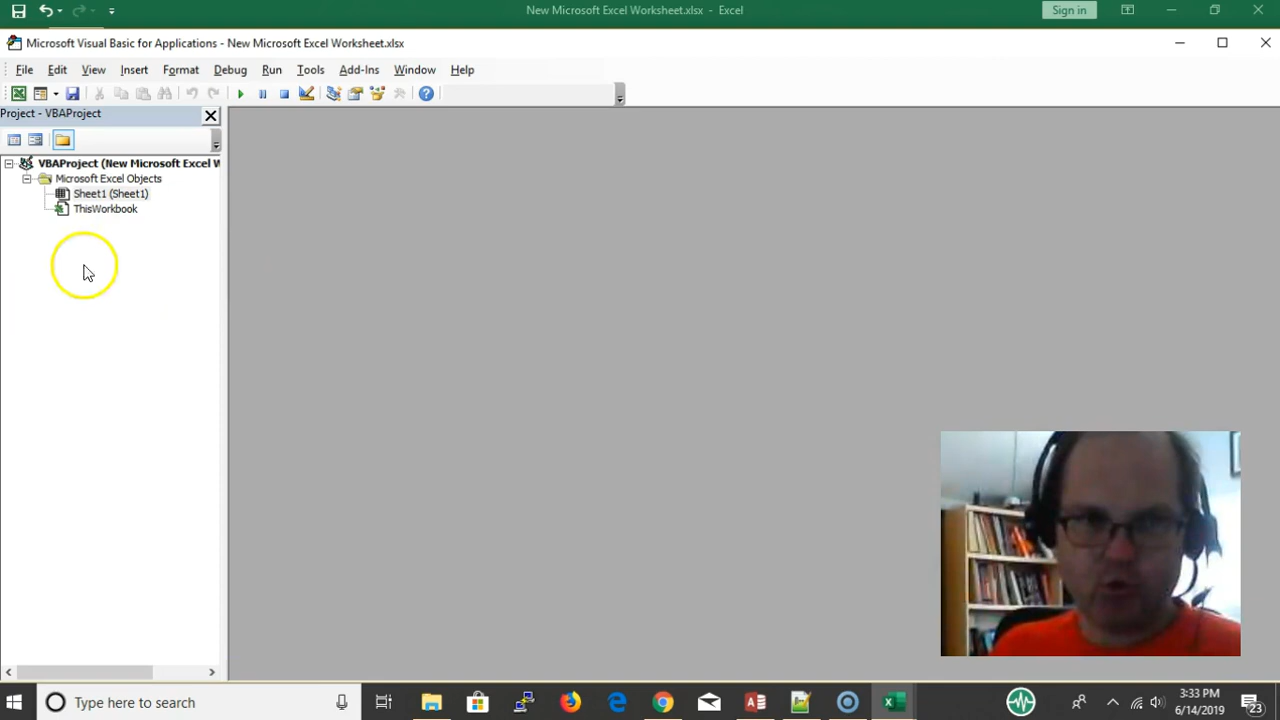 New Microsoft Excel Worksheet.xlsx - Excel
Sign in
Microsoft Visual Basic for Applications - New Microsoft Excel Worksheet.xlsx
File Edit View Insert Format Debug Run Tools Add-Ins Window Help
Project - VBAProject
VBAProject (New Microsoft Excel W
Microsoft Excel Objects
Sheet1 (Sheet1)
ThisWorkbook
Type here to search
3:33 PM
6/14/2019
23